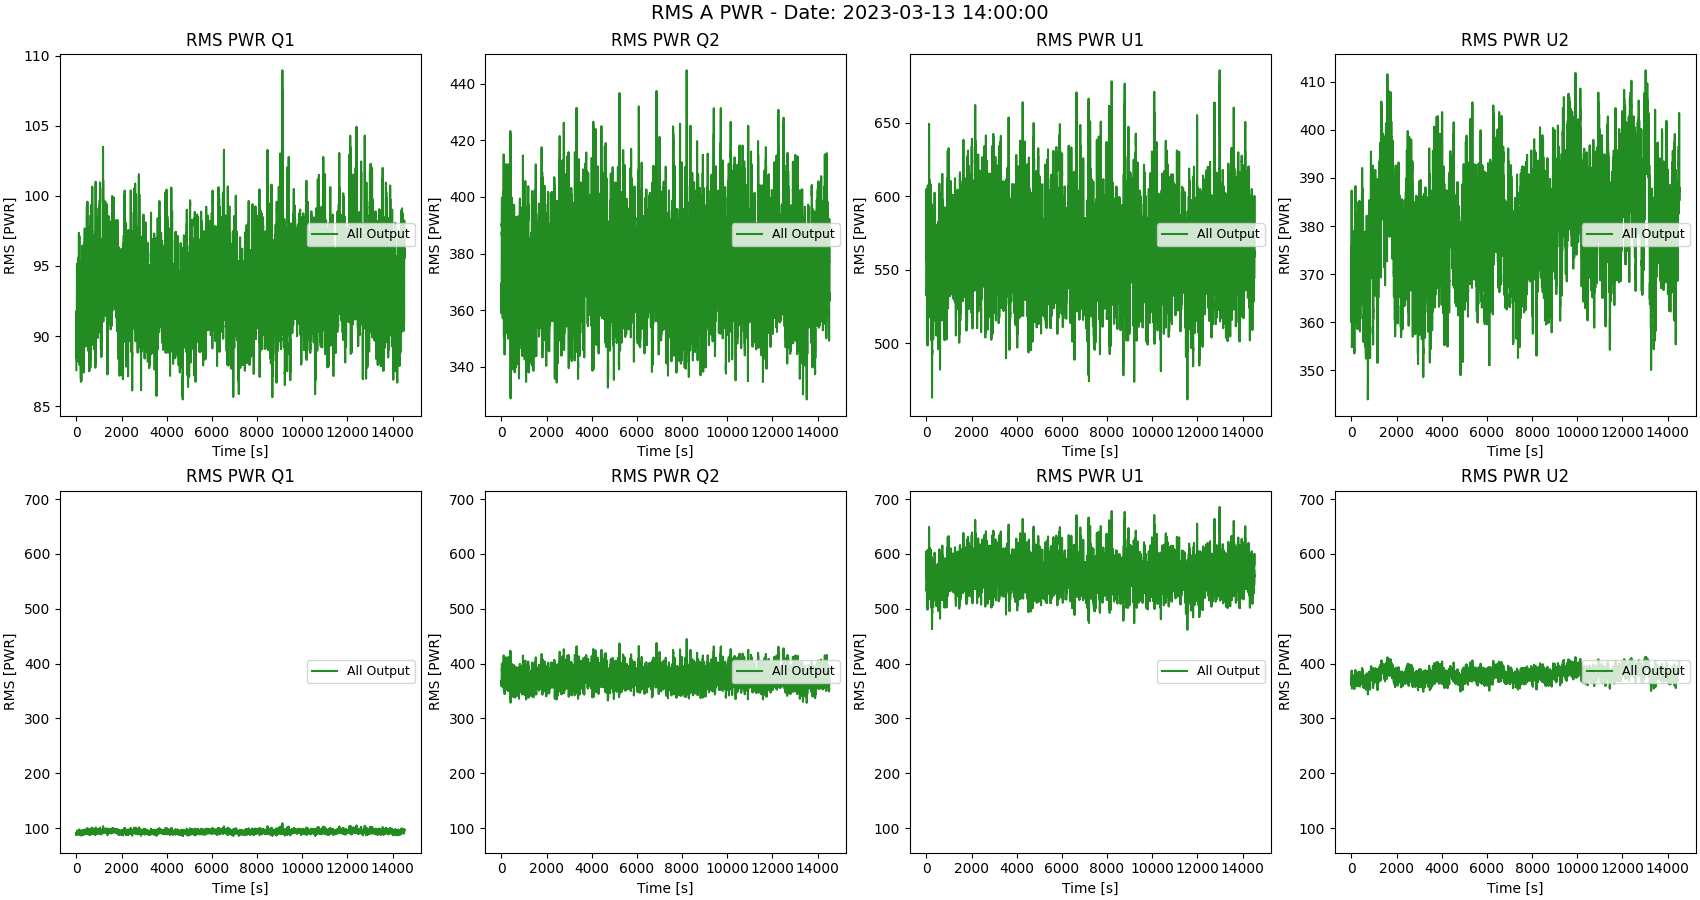 RMS A PWR - Date: 2023-03-13 14:00:00
RMS PWR Q1
RMS [PWR]
110
105
100
95
90
85
All Output
0 2000 4000 6000 8000 10000 12000 14000
Time [s]
RMS PWR Q2
RMS [PWR]
440
420
400
380
360
340
All Output
0 2000 4000 6000 8000 10000 12000 14000
Time [s]
RMS PWR U1
RMS [PWR]
650
600
550
500
All Output
0 2000 4000 6000 8000 10000 12000 14000
Time [s]
RMS PWR U2
RMS [PWR]
410
400
390
380
370
360
350
All Output
0 2000 4000 6000 8000 10000 12000 14000
Time [s]
RMS PWR Q1
RMS [PWR]
700
600
500
400
300
200
100
All Output
0 2000 4000 6000 8000 10000 12000 14000
Time [s]
RMS PWR Q2
RMS [PWR]
700
600
500
400
300
200
100
All Output
0 2000 4000 6000 8000 10000 12000 14000
Time [s]
RMS PWR U1
RMS [PWR]
700
600
500
400
300
200
100
All Output
0 2000 4000 6000 8000 10000 12000 14000
Time [s]
RMS PWR U2
RMS [PWR]
700
600
500
400
300
200
100
All Output
0 2000 4000 6000 8000 10000 12000 14000
Time [s]